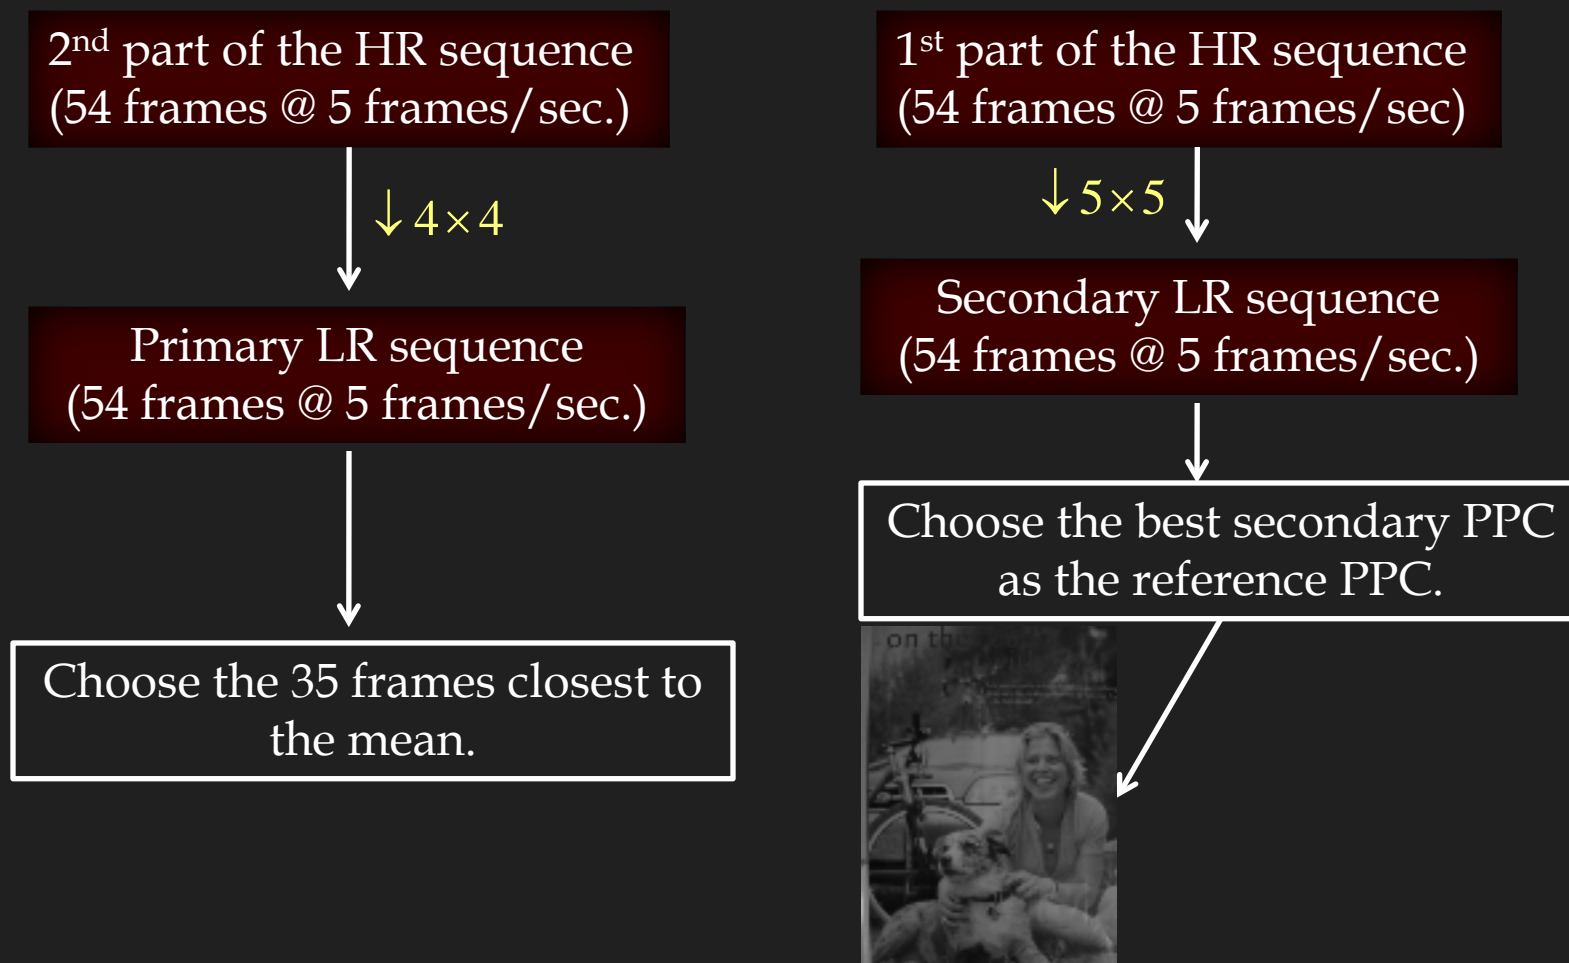 2nd part of the HR sequence
(54 frames @ 5 frames/sec.)
↓ 4×4
Primary LR sequence
(54 frames @ 5 frames/sec.)
Choose the 35 frames closest to
the mean.
1st part of the HR sequence
(54 frames @ 5 frames/sec)
↓ 5×5
Secondary LR sequence
(54 frames @ 5 frames/sec.)
Choose the best secondary PPC
as the reference PPC.
on